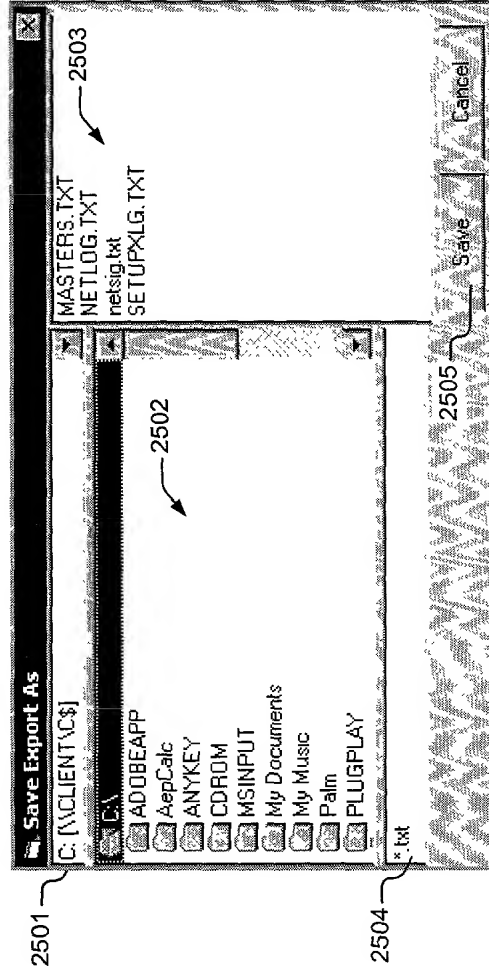 Save Export As
2501
C: [\\CLIENT\C$]
C:\
ADOBEAPP
AepCalc
ANYKEY
CDROM
MSINPUT
My Documents
My Music
Palm
PLUGPLAY
2502
MASTERS.TXT
NETLOG.TXT
netsig.txt
SETUPXLG.TXT
2503
2504
*.txt
2505
Save
Cancel